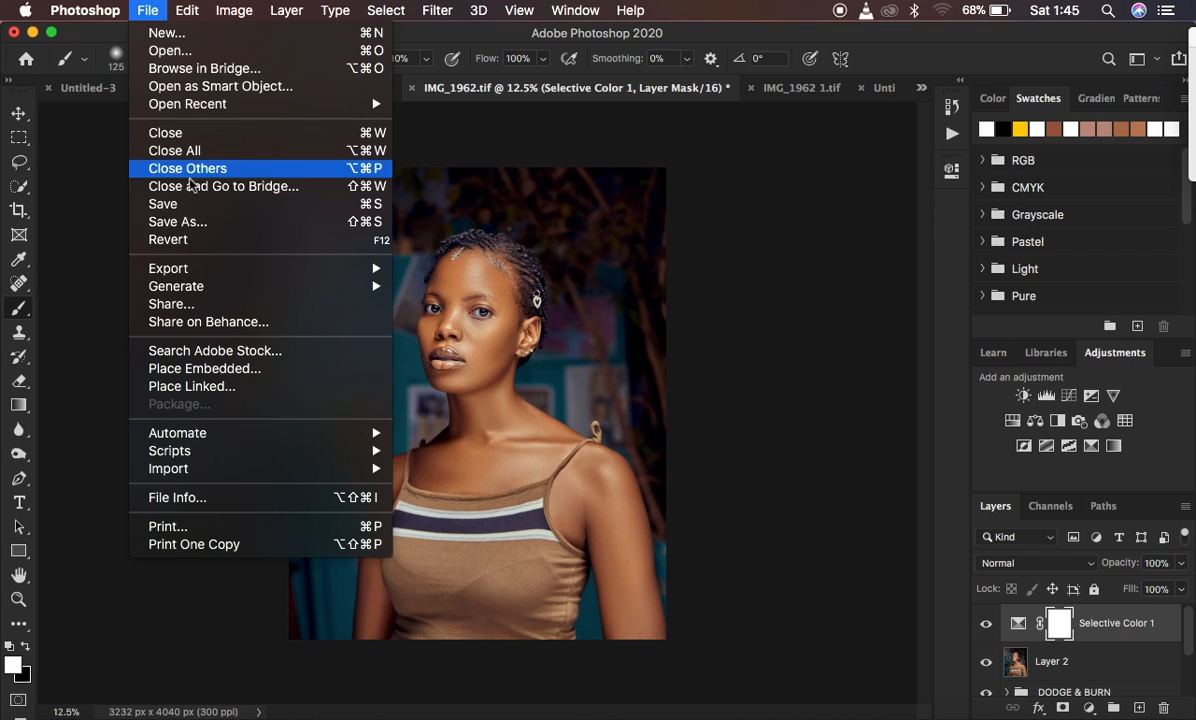 Photoshop File Edit Image Layer Type Select Filter 3D View Window Help 68% Sat 1:45
Adobe Photoshop 2020
125 0% Flow: 100% Smoothing: 0% 0°
× Untitled-3 × IMG_1962.tif @ 12.5% (Selective Color 1, Layer Mask/16) * × IMG_1962 1.tif × Unti »
New... ⌘N
Open... ⌘O
Browse in Bridge... ⌥⌘O
Open as Smart Object...
Open Recent
Close ⌘W
Close All ⌥⌘W
Close Others ⌥⌘P
Close and Go to Bridge... ⇧⌘W
Save ⌘S
Save As... ⇧⌘S
Revert F12
Export
Generate
Share...
Share on Behance...
Search Adobe Stock...
Place Embedded...
Place Linked...
Package...
Automate
Scripts
Import
File Info... ⌥⇧⌘I
Print... ⌘P
Print One Copy ⌥⇧⌘P
12.5% 3232 px x 4040 px (300 ppi)
Color Swatches Gradien Pattern:
RGB
CMYK
Grayscale
Pastel
Light
Pure
Learn Libraries Adjustments
Add an adjustment
Layers Channels Paths
Kind
Normal Opacity: 100%
Lock: Fill: 100%
Selective Color 1
Layer 2
DODGE & BURN
fx